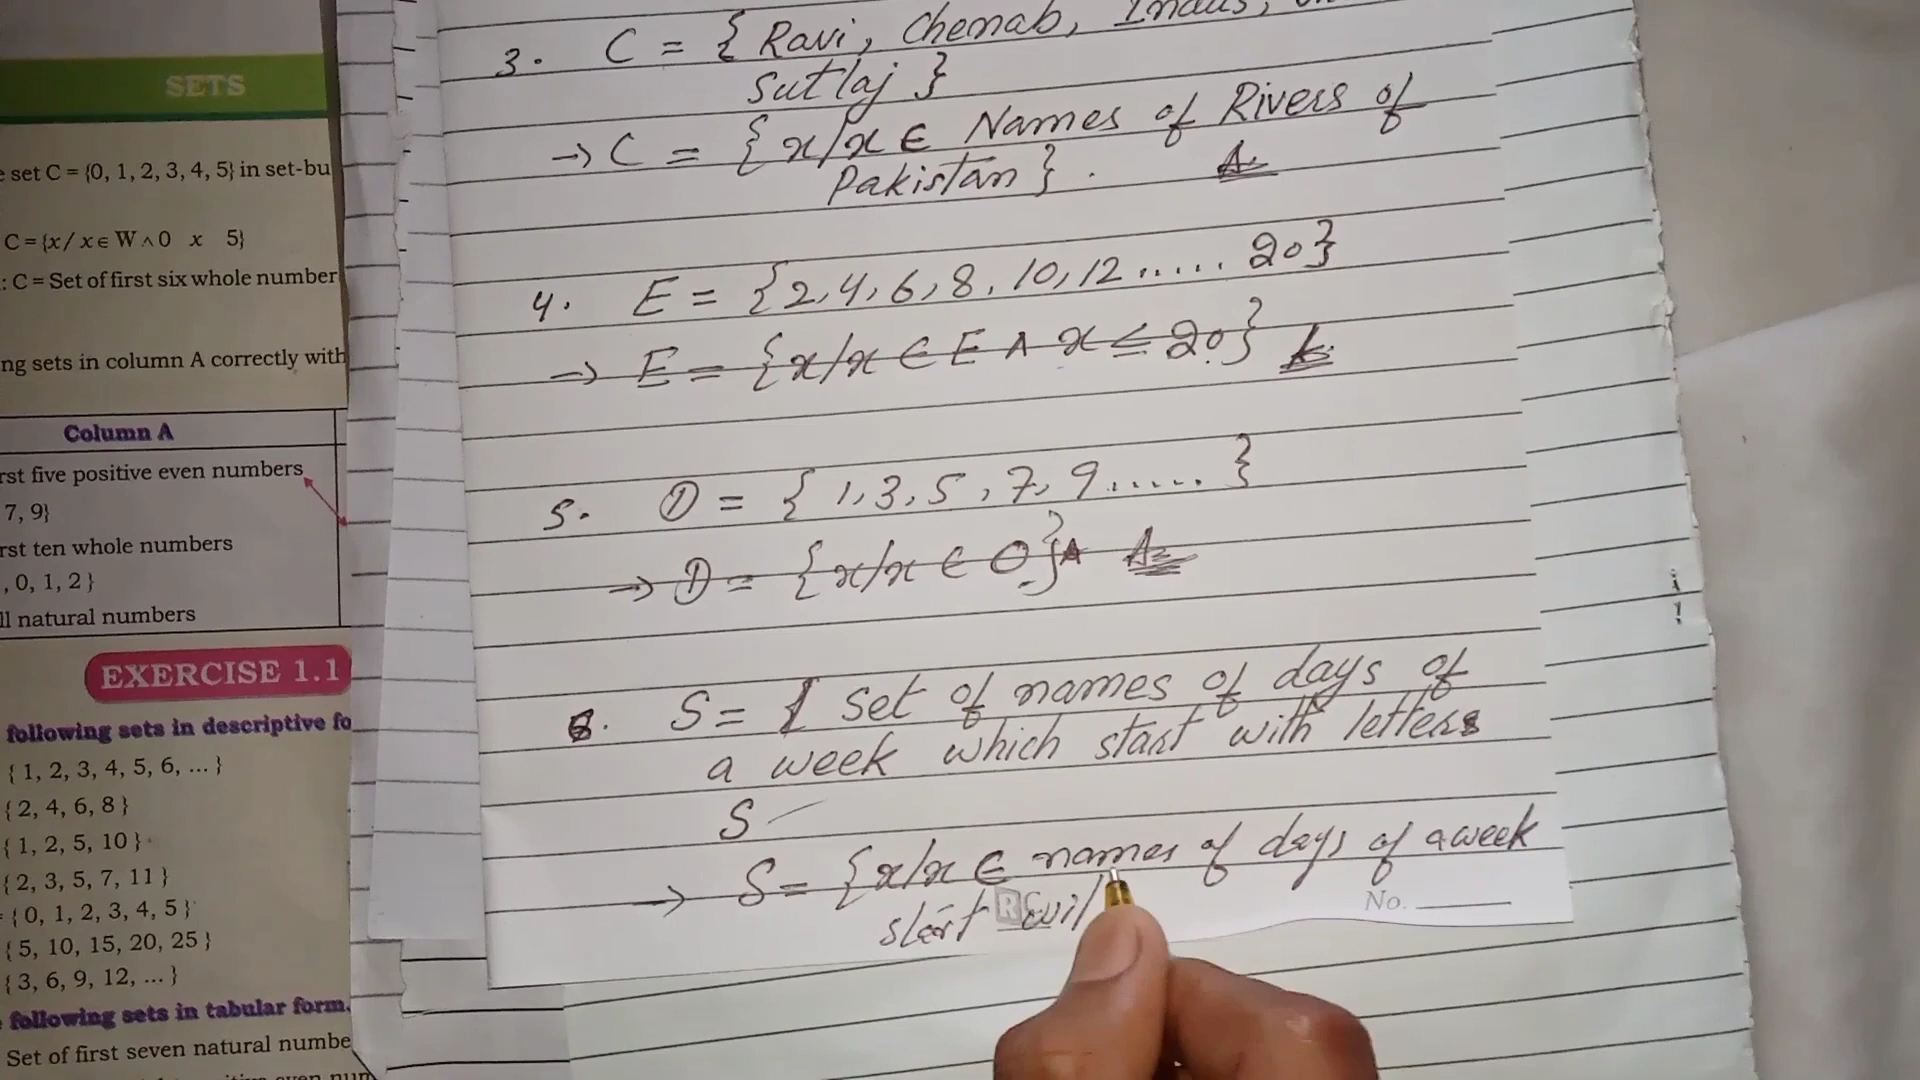 SETS
set C = {0, 1, 2, 3, 4, 5} in set-bu
C = {x / x ∈ W ∧ 0 x 5}
: C = Set of first six whole number
ng sets in column A correctly with
Column A
rst five positive even numbers
7, 9}
rst ten whole numbers
, 0, 1, 2 }
ll natural numbers
EXERCISE 1.1
following sets in descriptive fo
{ 1, 2, 3, 4, 5, 6, ... }
{ 2, 4, 6, 8 }
{ 1, 2, 5, 10 }
{ 2, 3, 5, 7, 11 }
{ 0, 1, 2, 3, 4, 5 }
{ 5, 10, 15, 20, 25 }
{ 3, 6, 9, 12, ... }
following sets in tabular form.
Set of first seven natural numbe
3. C = { Ravi, Chenab, Indus,
Sutlaj }
→ C = { x/x ∈ Names of Rivers of
Pakistan } .
4. E = { 2, 4, 6, 8, 10, 12 ..... 20 }
→ E = { x/x ∈ E ∧ x ≤ 20 }
5. D = { 1, 3, 5, 7, 9 ...... }
→ D = { x/x ∈ O }
6. S = { Set of names of days of
a week which start with letters
S
→ S = { x/x ∈ names of days of a week
start wit
No.